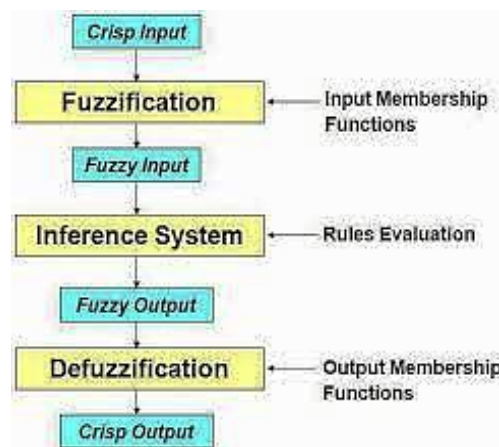 Crisp Input
Fuzzification
Input Membership
Functions
Fuzzy Input
Inference System
Rules Evaluation
Fuzzy Output
Defuzzification
Output Membership
Functions
Crisp Output